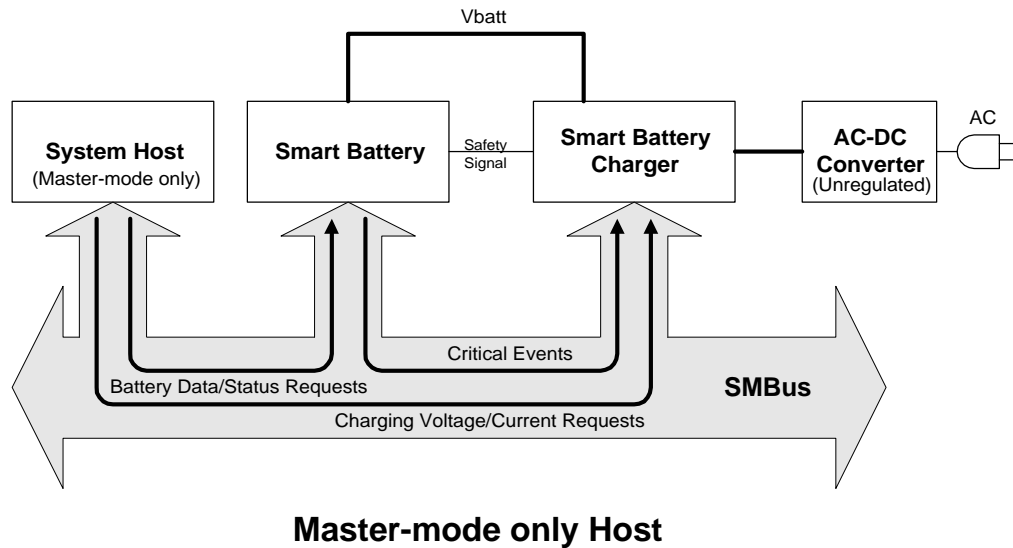 Vbatt
System Host
(Master-mode only)
Smart Battery
Safety
Signal
Smart Battery
Charger
AC-DC
Converter
(Unregulated)
AC
Critical Events
Battery Data/Status Requests
SMBus
Charging Voltage/Current Requests
Master-mode only Host